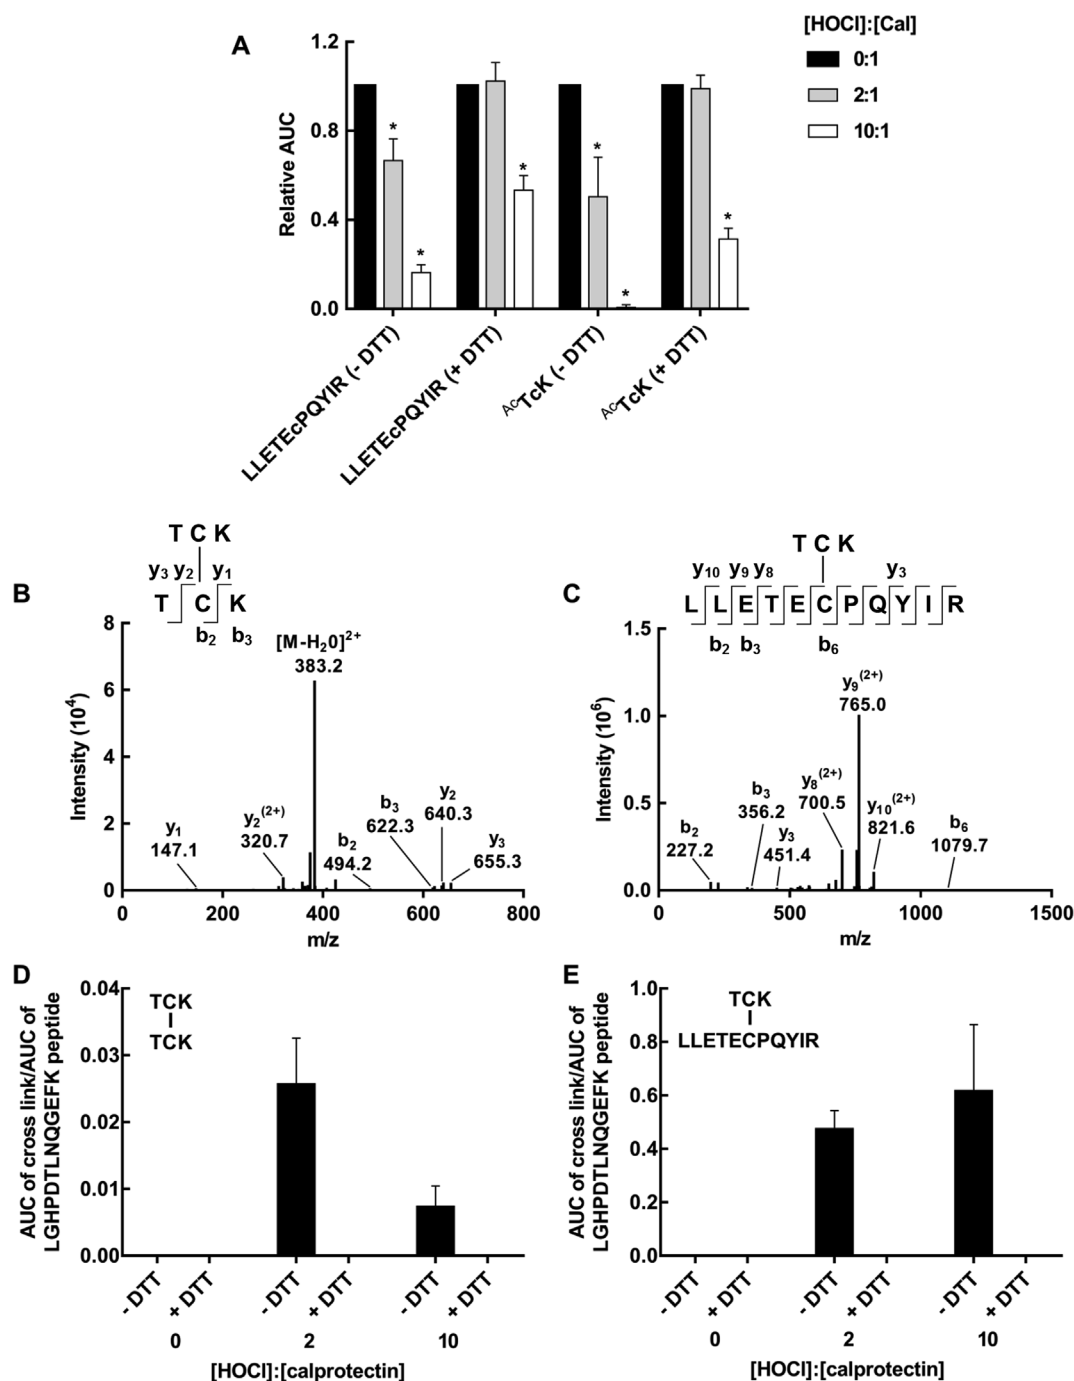 A
[HOCl]:[Cal]
0:1
2:1
10:1
Relative AUC
1.2
0.8
0.4
0.0
*
*
*
*
*
*
LLETEcPQYIR (- DTT)
LLETEcPQYIR (+ DTT)
AcTcK (- DTT)
AcTcK (+ DTT)
B
T C K
y3 y2 y1
T C K
b2 b3
Intensity (10^4)
8
6
4
2
0
[M-H20]2+
383.2
y1
147.1
y2(2+)
320.7
b2
494.2
b3
622.3
y2
640.3
y3
655.3
0 200 400 600 800
m/z
C
T C K
y10 y9 y8 y3
L L E T E C P Q Y I R
b2 b3 b6
Intensity (10^6)
1.5
1.0
0.5
0.0
y9(2+)
765.0
b2
227.2
b3
356.2
y3
451.4
y8(2+)
700.5
y10(2+)
821.6
b6
1079.7
0 500 1000 1500
m/z
D
AUC of cross link/AUC of
LGHPDTLNQGEFK peptide
0.04
0.03
0.02
0.01
0.00
TCK
TCK
- DTT + DTT - DTT + DTT - DTT + DTT
0 2 10
[HOCl]:[calprotectin]
E
AUC of cross link/AUC of
LGHPDTLNQGEFK peptide
1.0
0.8
0.6
0.4
0.2
0.0
TCK
LLETECPQYIR
- DTT + DTT - DTT + DTT - DTT + DTT
0 2 10
[HOCl]:[calprotectin]